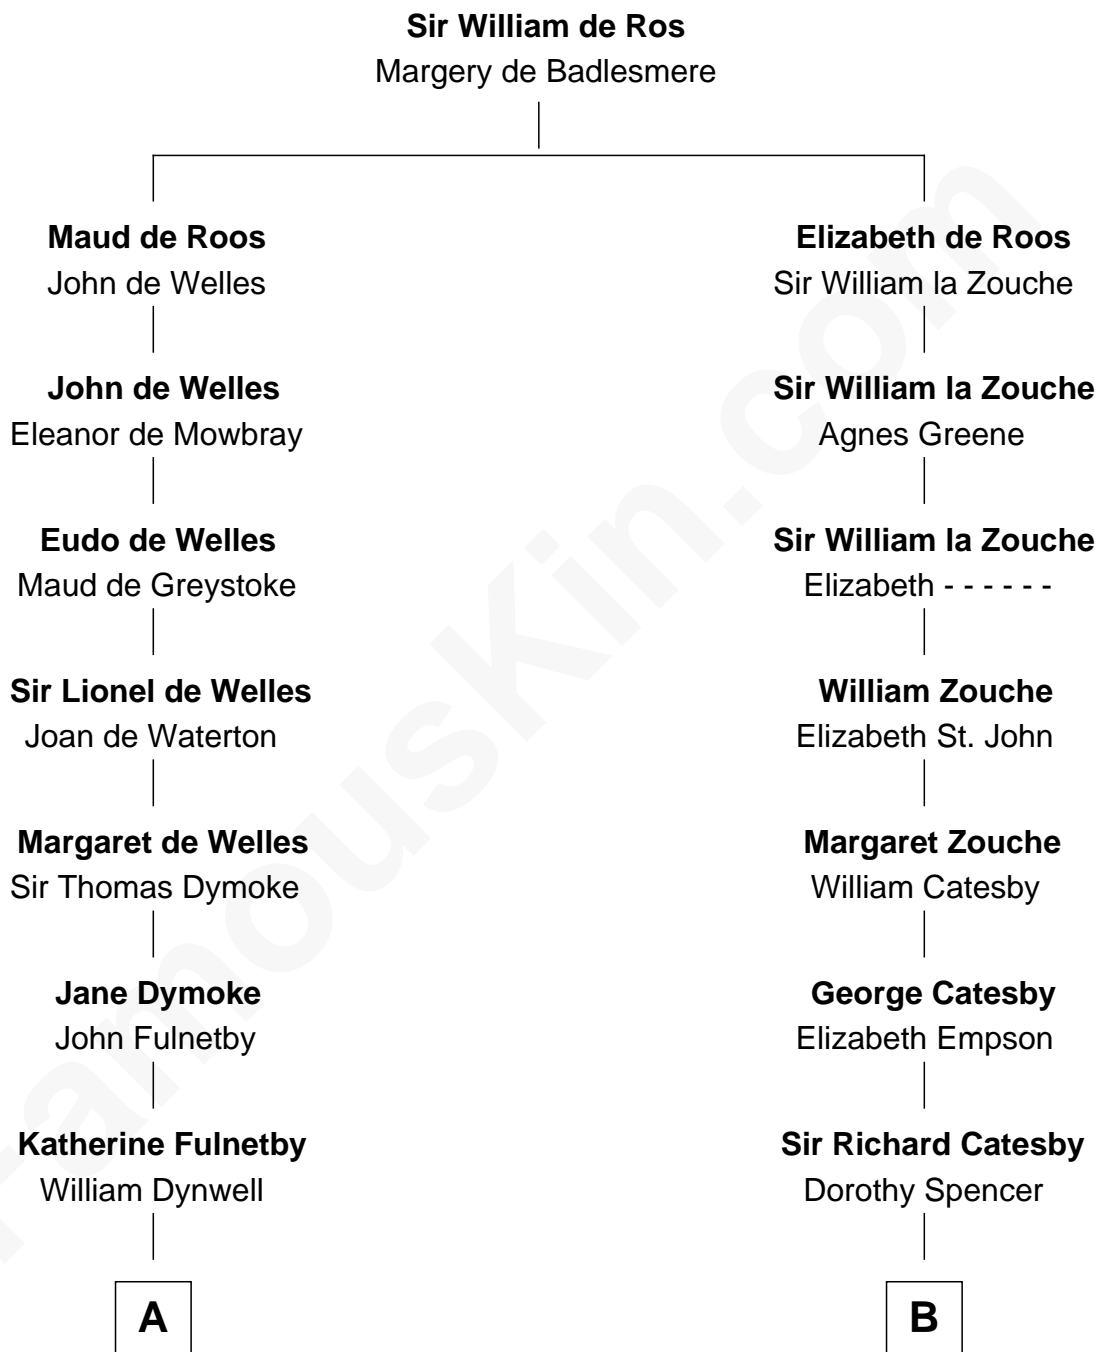 Sir William de Ros
Margery de Badlesmere
Maud de Roos
John de Welles
Elizabeth de Roos
Sir William la Zouche
John de Welles
Eleanor de Mowbray
Sir William la Zouche
Agnes Greene
Eudo de Welles
Maud de Greystoke
Sir William la Zouche
Elizabeth - - - - - -
Sir Lionel de Welles
Joan de Waterton
William Zouche
Elizabeth St. John
Margaret de Welles
Sir Thomas Dymoke
Margaret Zouche
William Catesby
Jane Dymoke
John Fulnetby
George Catesby
Elizabeth Empson
Katherine Fulnetby
William Dynwell
Sir Richard Catesby
Dorothy Spencer
A
B
FamousKin.com